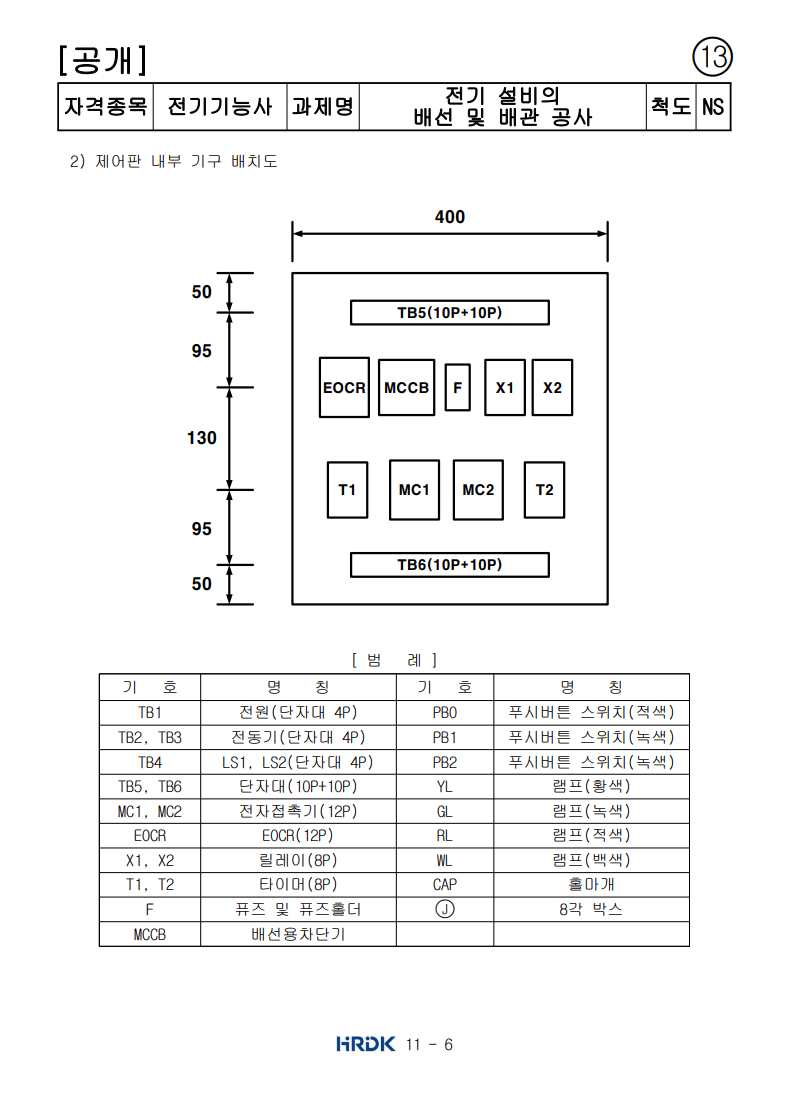 [공개]
⑬
자격종목 전기기능사 과제명 전기 설비의 배선 및 배관 공사 척도 NS
2) 제어판 내부 기구 배치도
400
50
TB5(10P+10P)
95
EOCR MCCB F X1 X2
130
T1 MC1 MC2 T2
95
TB6(10P+10P)
50
[ 범 례 ]
기 호 명 칭 기 호 명 칭
TB1 전원(단자대 4P) PB0 푸시버튼 스위치(적색)
TB2, TB3 전동기(단자대 4P) PB1 푸시버튼 스위치(녹색)
TB4 LS1, LS2(단자대 4P) PB2 푸시버튼 스위치(녹색)
TB5, TB6 단자대(10P+10P) YL 램프(황색)
MC1, MC2 전자접촉기(12P) GL 램프(녹색)
EOCR EOCR(12P) RL 램프(적색)
X1, X2 릴레이(8P) WL 램프(백색)
T1, T2 타이머(8P) CAP 홀마개
F 퓨즈 및 퓨즈홀더 Ⓙ 8각 박스
MCCB 배선용차단기
HRDK 11 - 6